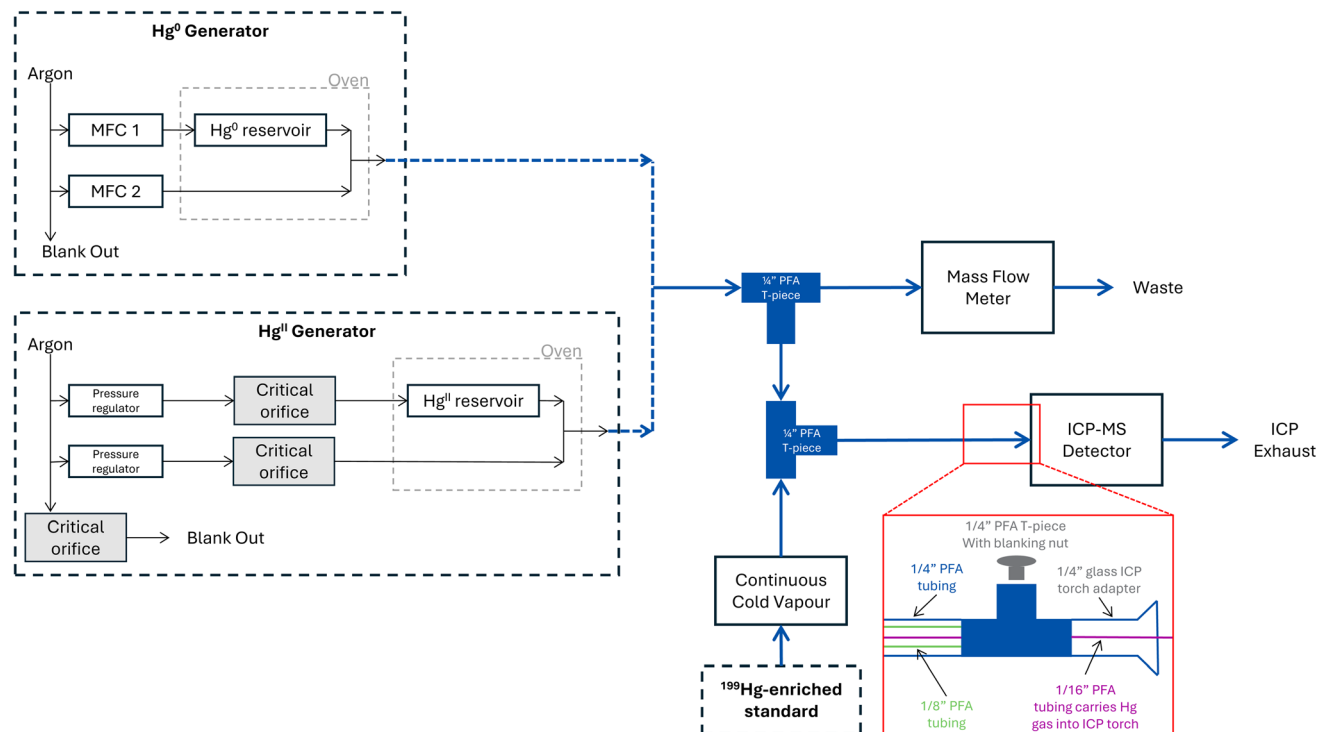 Hg⁰ Generator
Argon
Oven
MFC 1
Hg⁰ reservoir
MFC 2
Blank Out
Hgᴵᴵ Generator
Argon
Oven
Pressure
regulator
Critical
orifice
Hgᴵᴵ reservoir
Pressure
regulator
Critical
orifice
Critical
orifice
Blank Out
¼” PFA
T-piece
Mass Flow
Meter
Waste
¼” PFA
T-piece
ICP-MS
Detector
ICP
Exhaust
Continuous
Cold Vapour
¹⁹⁹Hg-enriched
standard
1/4” PFA T-piece
With blanking nut
1/4” PFA
tubing
1/4” glass ICP
torch adapter
1/8” PFA
tubing
1/16” PFA
tubing carries Hg
gas into ICP torch